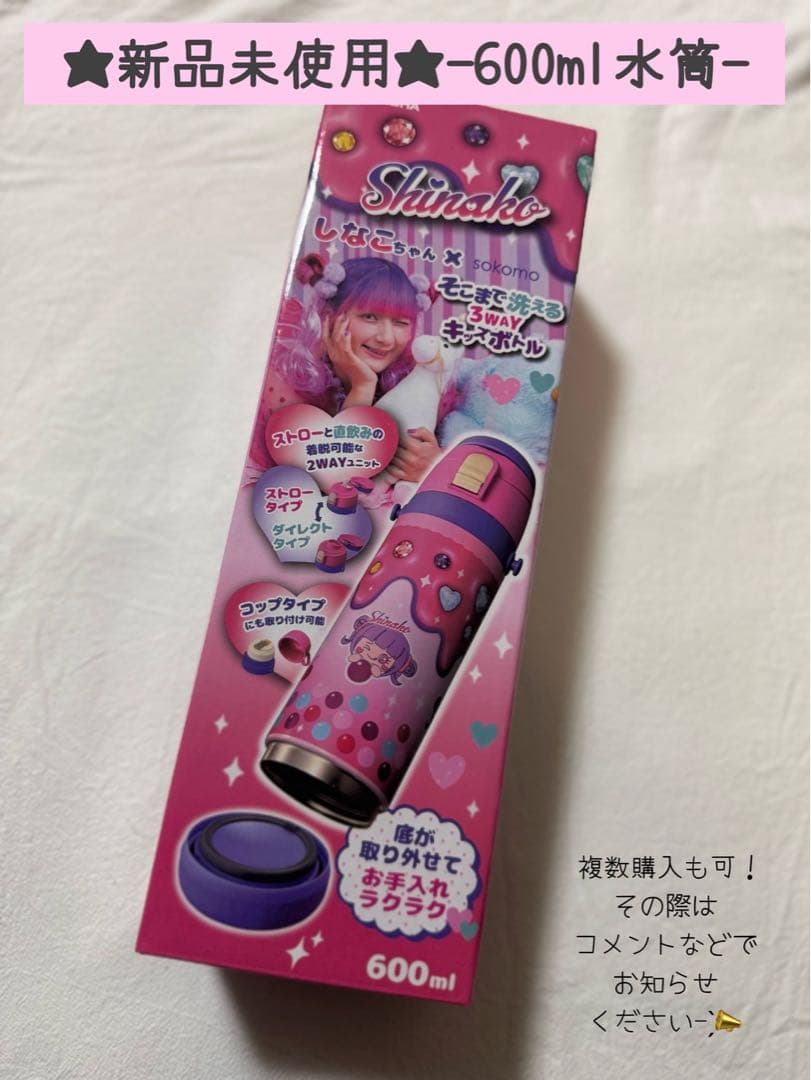 ★新品未使用★-600ml水筒-
Shinako
しなこちゃん×sokomo
そこまで洗える
3WAY
キッズボトル
ストローと直飲みの
着脱可能な
2WAYユニット
ストロー
タイプ
ダイレクト
タイプ
コップタイプ
にも取り付け可能
Shinako
底が
取り外せて
お手入れ
ラクラク
600ml
複数購入も可！
その際は
コメントなどで
お知らせ
くださいｰ̗̀📣